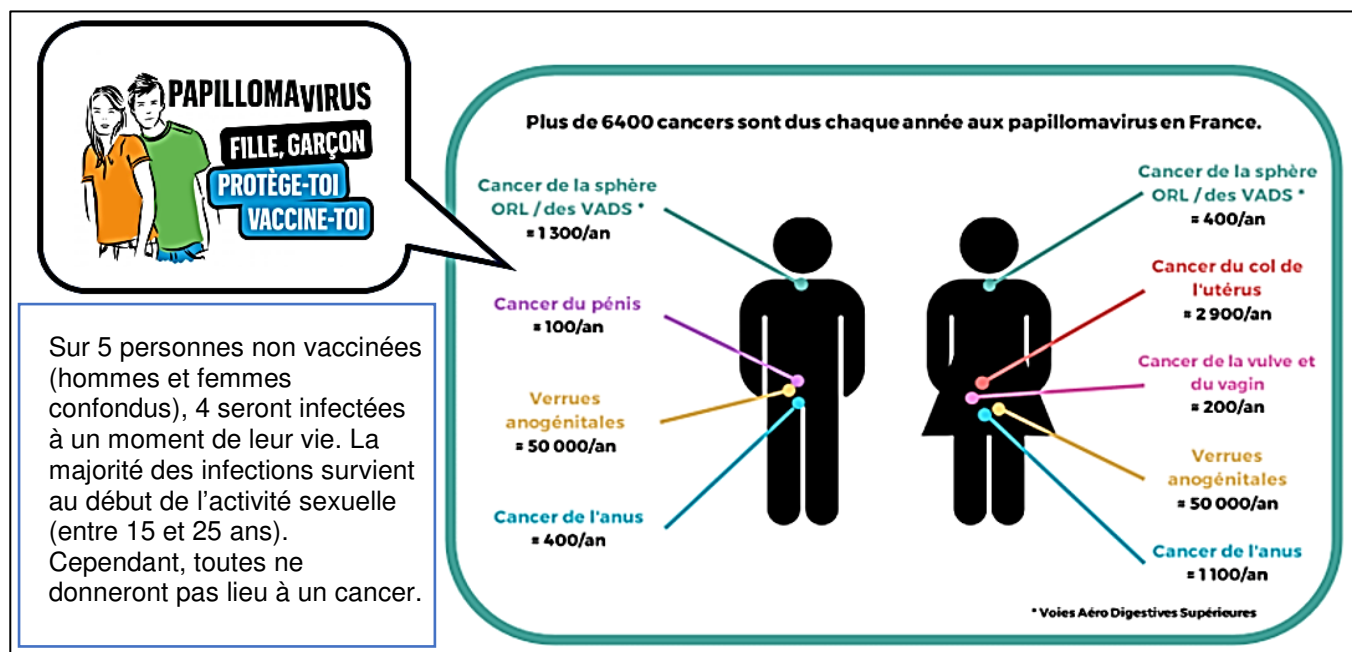 PAPILLOMAVIRUS
FILLE, GARÇON
PROTÈGE-TOI
VACCINE-TOI
Sur 5 personnes non vaccinées
(hommes et femmes
confondus), 4 seront infectées
à un moment de leur vie. La
majorité des infections survient
au début de l’activité sexuelle
(entre 15 et 25 ans).
Cependant, toutes ne
donneront pas lieu à un cancer.
Plus de 6400 cancers sont dus chaque année aux papillomavirus en France.
Cancer de la sphère
ORL / des VADS *
≈ 1 300/an
Cancer du pénis
≈ 100/an
Verrues
anogénitales
≈ 50 000/an
Cancer de l'anus
≈ 400/an
Cancer de la sphère
ORL / des VADS *
≈ 400/an
Cancer du col de
l'utérus
≈ 2 900/an
Cancer de la vulve et
du vagin
≈ 200/an
Verrues
anogénitales
≈ 50 000/an
Cancer de l'anus
≈ 1 100/an
* Voies Aéro Digestives Supérieures